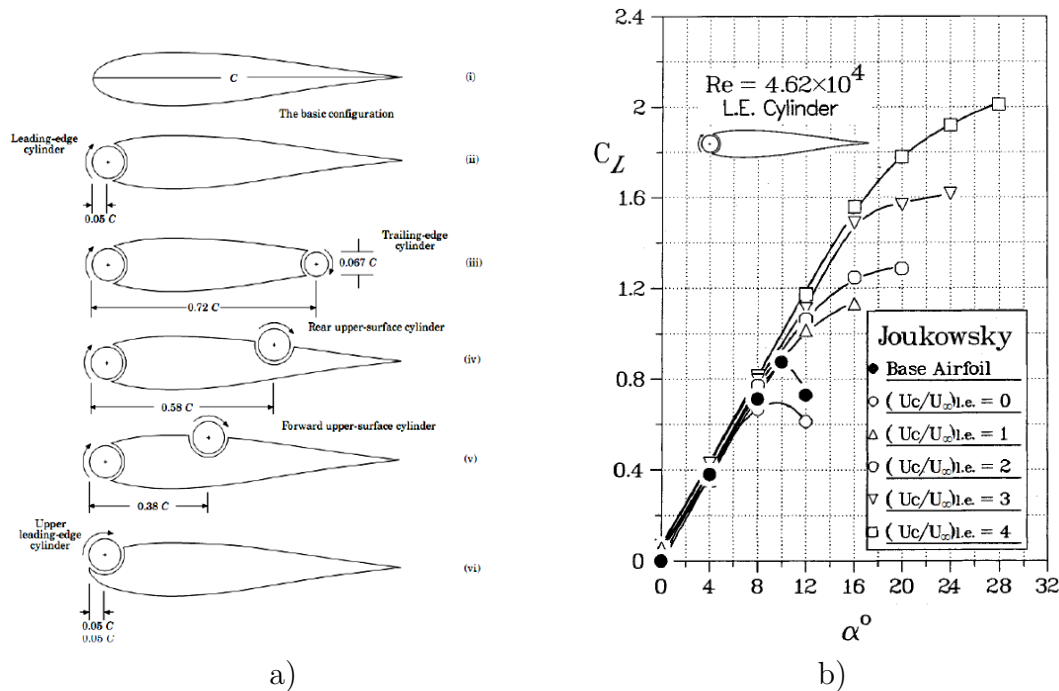 C
(i)
The basic configuration
Leading-edge
cylinder
(ii)
0.05 C
Trailing-edge
cylinder
0.067 C
(iii)
0.72 C
Rear upper-surface cylinder
(iv)
0.58 C
Forward upper-surface cylinder
(v)
0.38 C
Upper
leading-edge
cylinder
(vi)
0.05 C
0.05 C
a)
2.4
2
1.6
1.2
0.8
0.4
0
C_L
Re = 4.62×10⁴
L.E. Cylinder
Joukowsky
Base Airfoil
(Uc/U∞)l.e. = 0
(Uc/U∞)l.e. = 1
(Uc/U∞)l.e. = 2
(Uc/U∞)l.e. = 3
(Uc/U∞)l.e. = 4
0 4 8 12 16 20 24 28 32
α°
b)